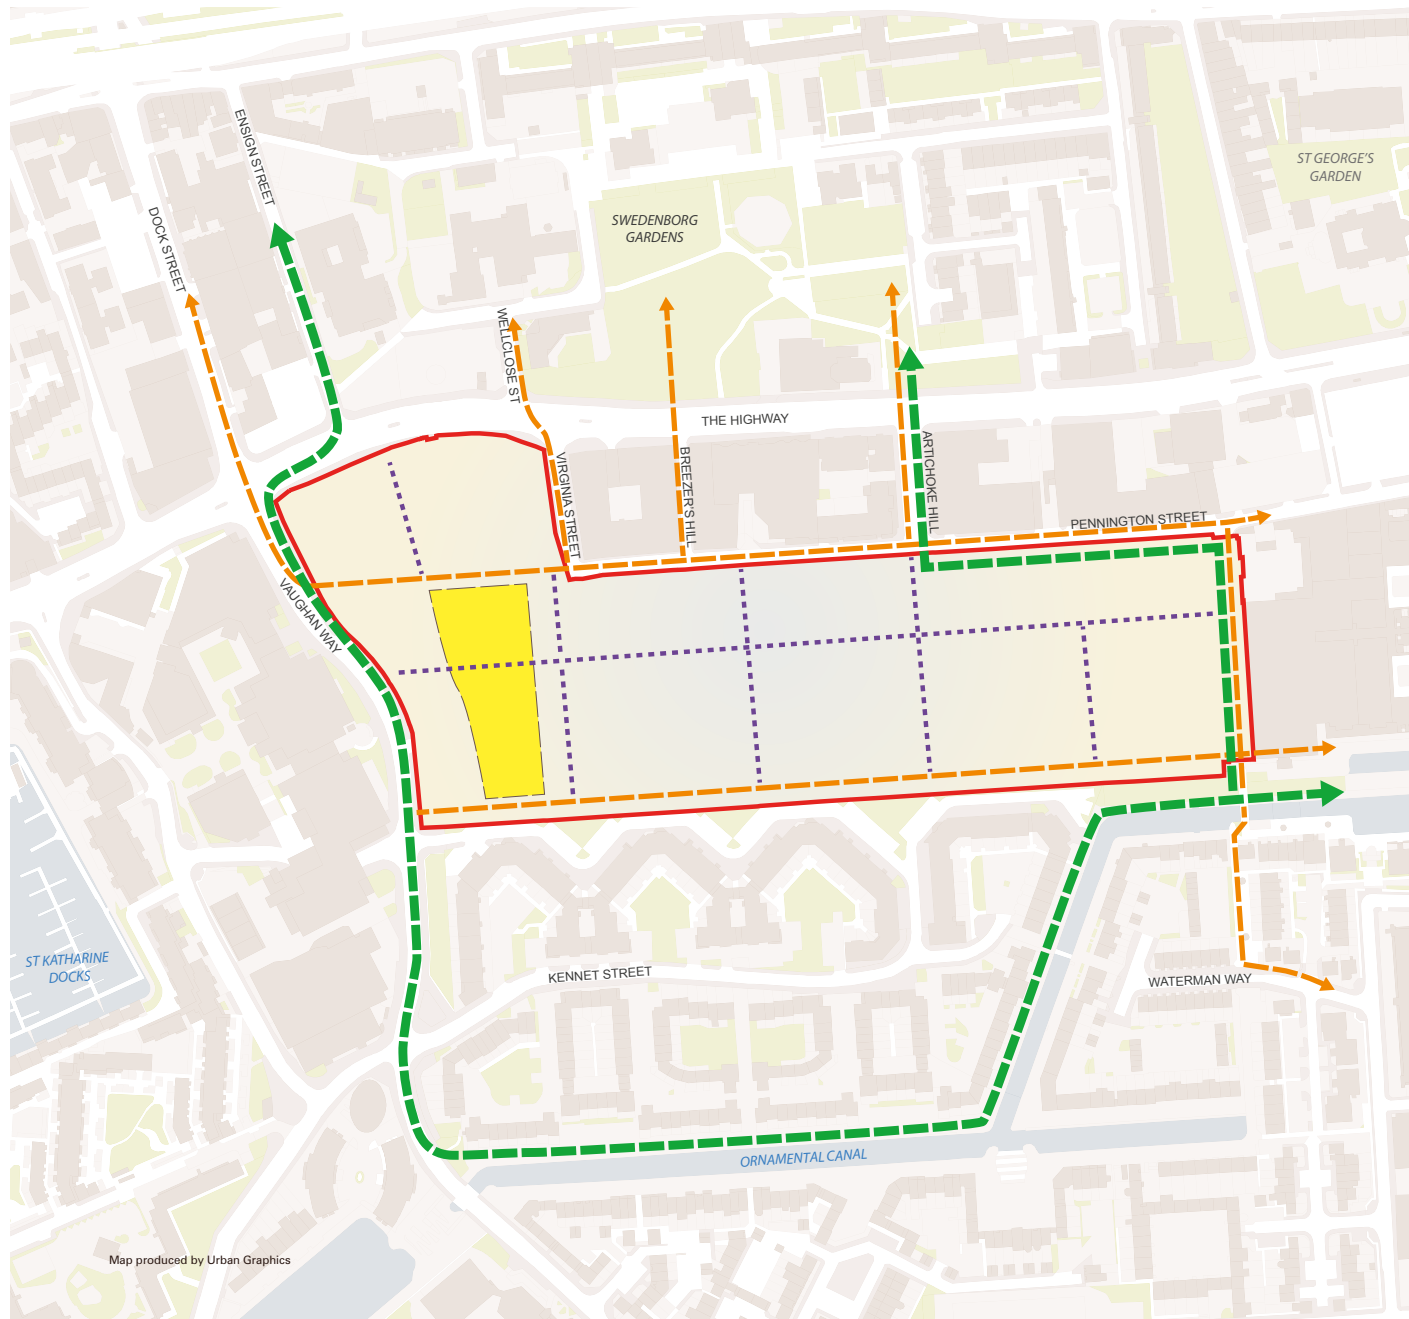 ENSIGN STREET
ST GEORGE'S
GARDEN
DOCK STREET
SWEDENBORG
GARDENS
WELLCLOSE ST
THE HIGHWAY
VIRGINIA STREET
BREEZER'S HILL
ARTICHOKE HILL
PENNINGTON STREET
VAUGHAN WAY
ST KATHARINE
DOCKS
KENNET STREET
WATERMAN WAY
ORNAMENTAL CANAL
Map produced by Urban Graphics